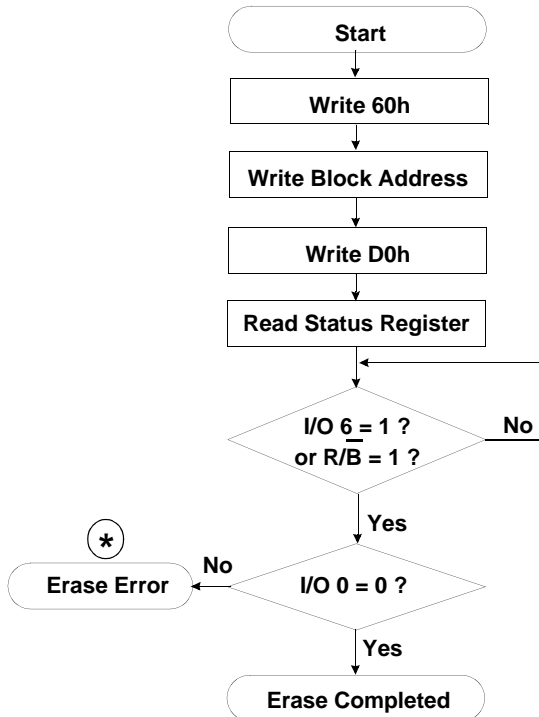 Start
Write 60h
Write Block Address
Write D0h
Read Status Register
I/O 6 = 1 ?
or R/B̅ = 1 ?
No
Yes
*
No
Erase Error
I/O 0 = 0 ?
Yes
Erase Completed